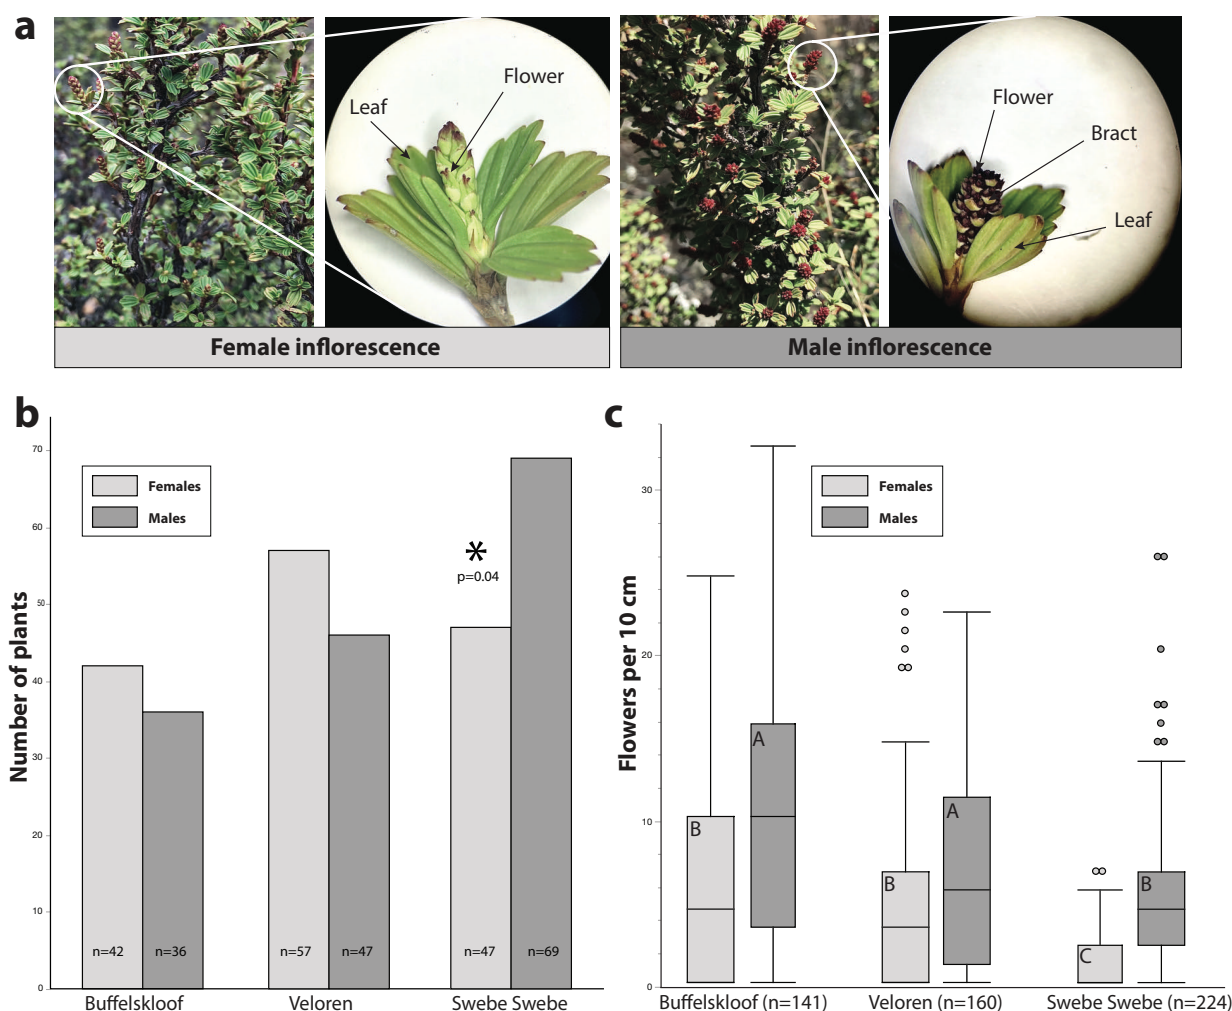 a
Leaf
Flower
Flower
Bract
Leaf
Female inflorescence
Male inflorescence
b
Number of plants
70
60
50
40
30
20
10
0
Females
Males
*
p=0.04
n=42
n=36
n=57
n=47
n=47
n=69
Buffelskloof
Veloren
Swebe Swebe
c
Flowers per 10 cm
30
20
10
0
Females
Males
B
A
B
A
C
B
Buffelskloof (n=141)
Veloren (n=160)
Swebe Swebe (n=224)